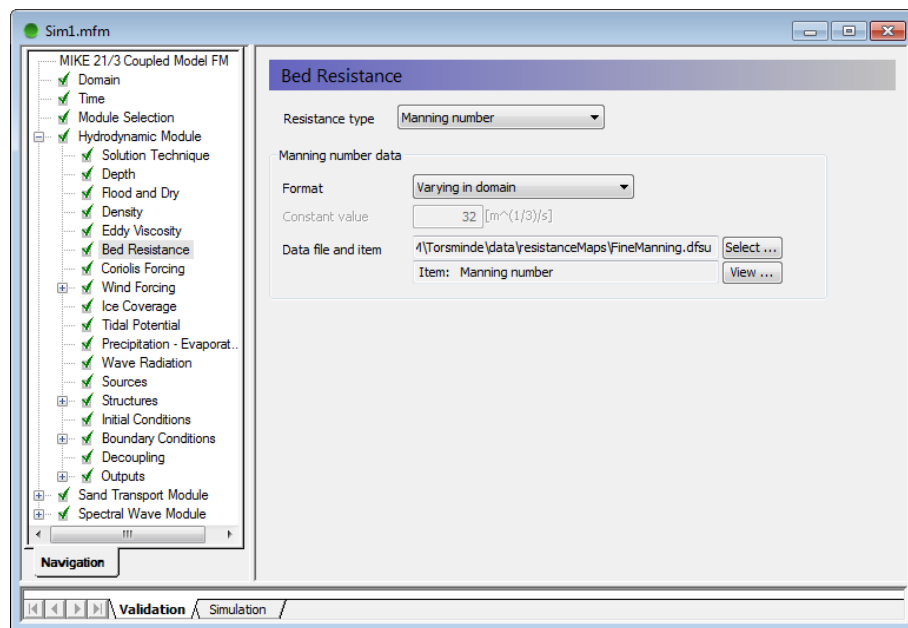 Sim1.mfm
MIKE 21/3 Coupled Model FM
Domain
Time
Module Selection
Hydrodynamic Module
Solution Technique
Depth
Flood and Dry
Density
Eddy Viscosity
Bed Resistance
Coriolis Forcing
Wind Forcing
Ice Coverage
Tidal Potential
Precipitation - Evaporat..
Wave Radiation
Sources
Structures
Initial Conditions
Boundary Conditions
Decoupling
Outputs
Sand Transport Module
Spectral Wave Module
Navigation
Bed Resistance
Resistance type Manning number
Manning number data
Format Varying in domain
Constant value 32 [m^(1/3)/s]
Data file and item \Torsminde\data\resistanceMaps\FineManning.dfsu Select ...
Item: Manning number View ...
Validation Simulation